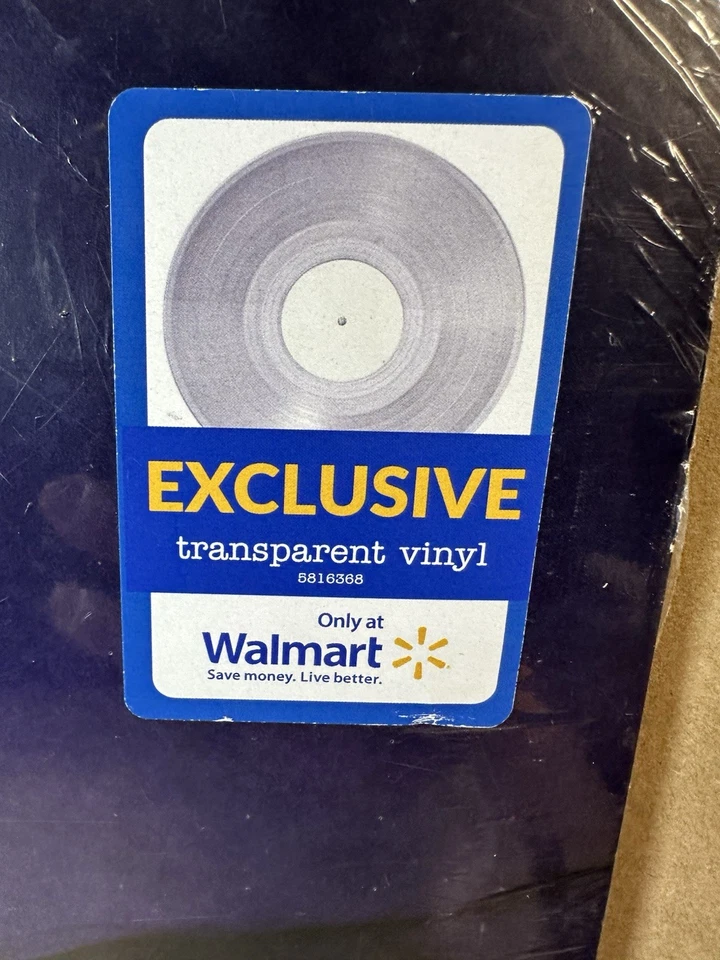 EXCLUSIVE
transparent vinyl
5816368
Only at
Walmart
Save money. Live better.